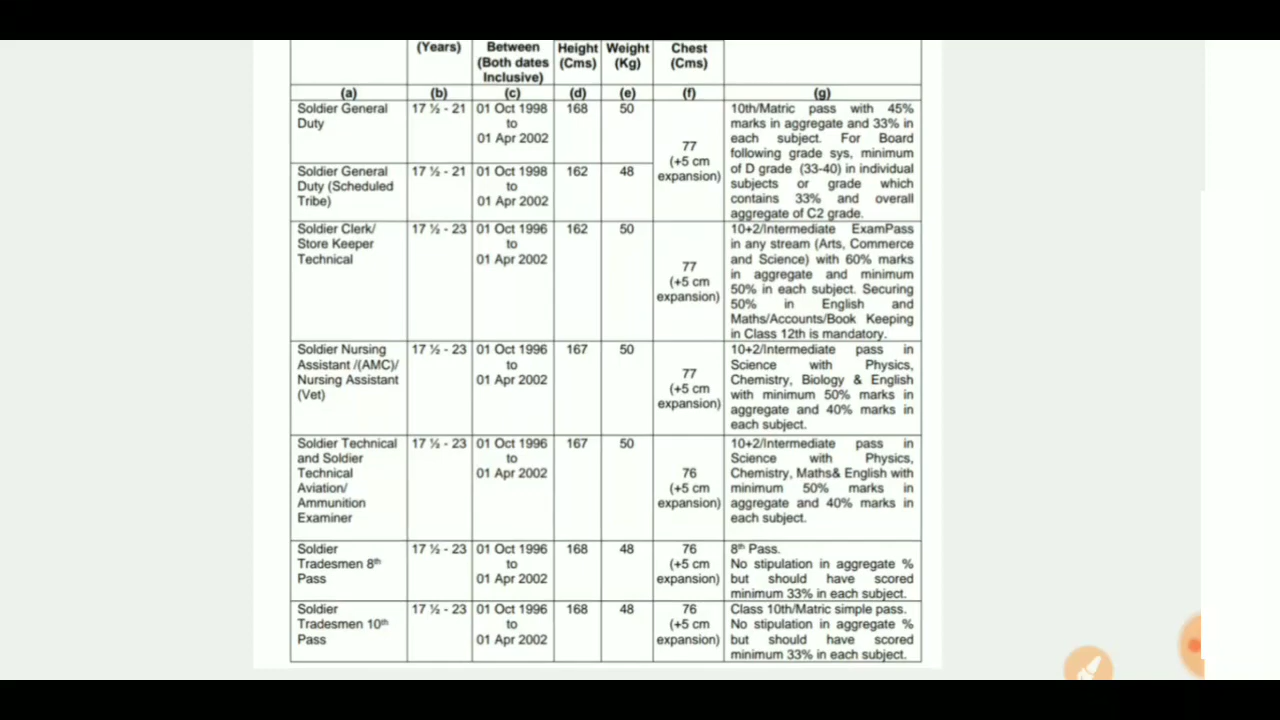 (Years) Between Height Weight Chest
(Both dates (Cms) (Kg) (Cms)
Inclusive)
(a) (b) (c) (d) (e) (f) (g)
Soldier General
Duty
17 ½ - 21
01 Oct 1998
to
01 Apr 2002
168
50
77
(+5 cm
expansion)
10th/Matric pass with 45%
marks in aggregate and 33% in
each subject. For Board
following grade sys, minimum
of D grade (33-40) in individual
subjects or grade which
contains 33% and overall
aggregate of C2 grade.
Soldier General
Duty (Scheduled
Tribe)
17 ½ - 21
01 Oct 1998
to
01 Apr 2002
162
48
Soldier Clerk/
Store Keeper
Technical
17 ½ - 23
01 Oct 1996
to
01 Apr 2002
162
50
77
(+5 cm
expansion)
10+2/Intermediate ExamPass
in any stream (Arts, Commerce
and Science) with 60% marks
in aggregate and minimum
50% in each subject. Securing
50% in English and
Maths/Accounts/Book Keeping
in Class 12th is mandatory.
Soldier Nursing
Assistant /(AMC)/
Nursing Assistant
(Vet)
17 ½ - 23
01 Oct 1996
to
01 Apr 2002
167
50
77
(+5 cm
expansion)
10+2/Intermediate pass in
Science with Physics,
Chemistry, Biology & English
with minimum 50% marks in
aggregate and 40% marks in
each subject.
Soldier Technical
and Soldier
Technical
Aviation/
Ammunition
Examiner
17 ½ - 23
01 Oct 1996
to
01 Apr 2002
167
50
76
(+5 cm
expansion)
10+2/Intermediate pass in
Science with Physics,
Chemistry, Maths& English with
minimum 50% marks in
aggregate and 40% marks in
each subject.
Soldier
Tradesmen 8th
Pass
17 ½ - 23
01 Oct 1996
to
01 Apr 2002
168
48
76
(+5 cm
expansion)
8th Pass.
No stipulation in aggregate %
but should have scored
minimum 33% in each subject.
Soldier
Tradesmen 10th
Pass
17 ½ - 23
01 Oct 1996
to
01 Apr 2002
168
48
76
(+5 cm
expansion)
Class 10th/Matric simple pass.
No stipulation in aggregate %
but should have scored
minimum 33% in each subject.